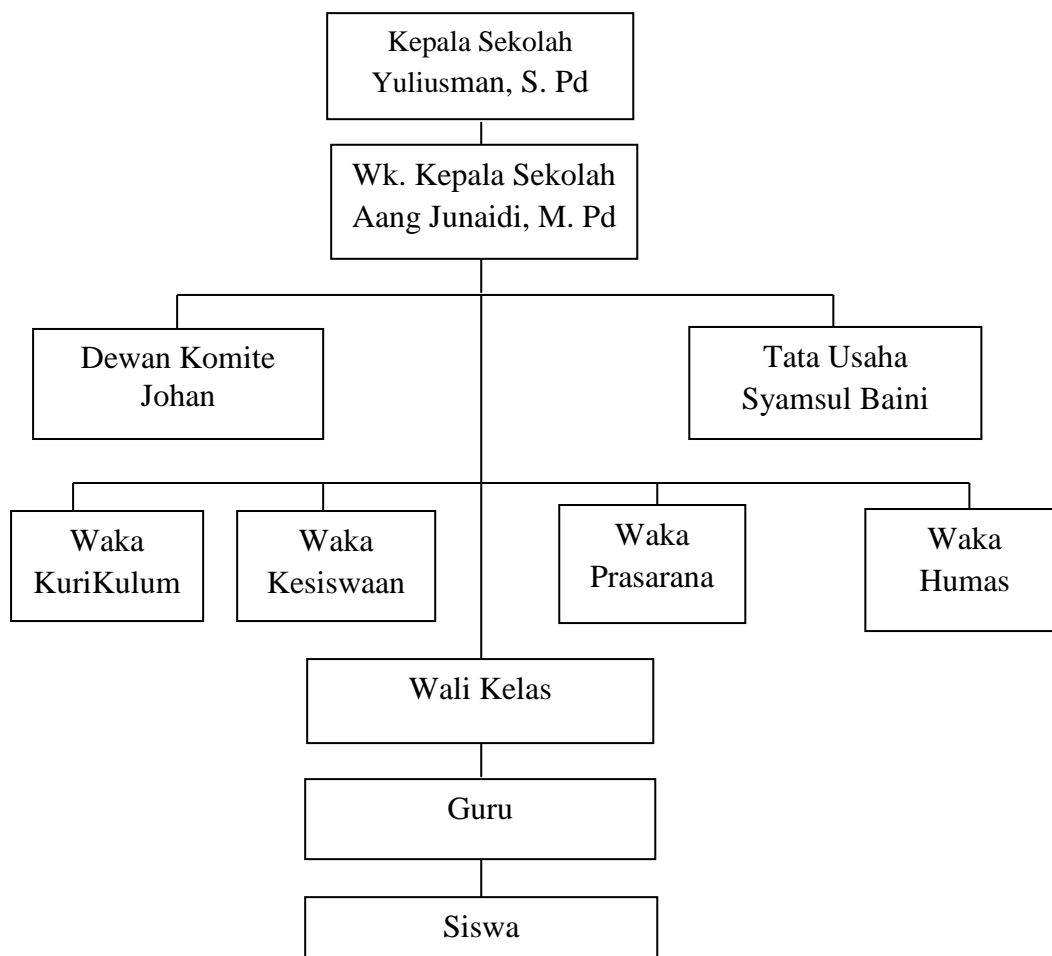 Kepala Sekolah
Yuliusman, S. Pd
Wk. Kepala Sekolah
Aang Junaidi, M. Pd
Dewan Komite
Johan
Tata Usaha
Syamsul Baini
Waka
KuriKulum
Waka
Kesiswaan
Waka
Prasarana
Waka
Humas
Wali Kelas
Guru
Siswa